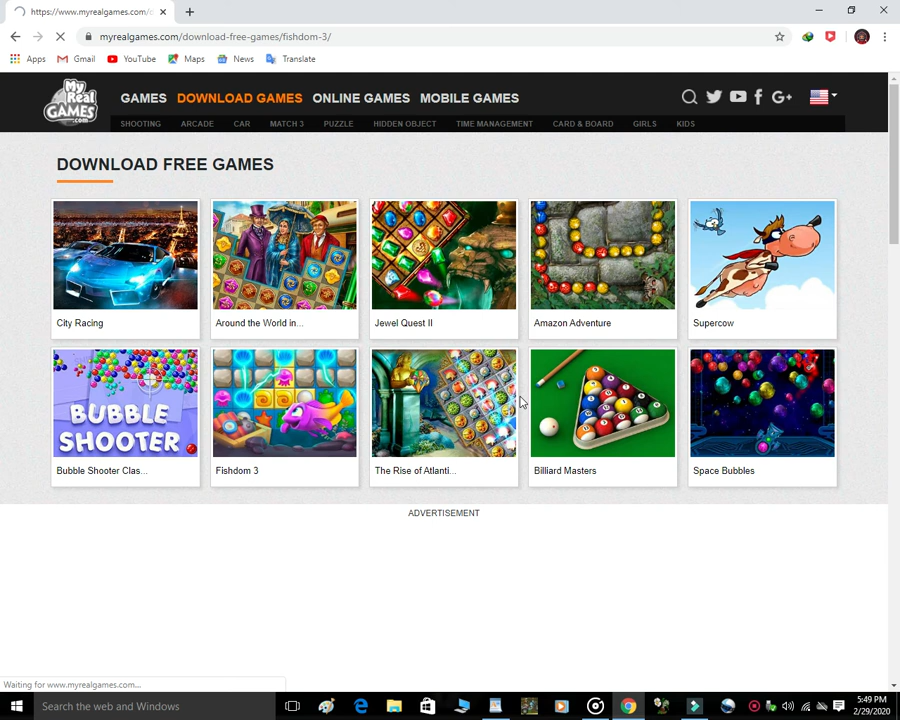 https://www.myrealgames.com/d
myrealgames.com/download-free-games/fishdom-3/
Apps Gmail YouTube Maps News Translate
My Real GAMES.com
GAMES DOWNLOAD GAMES ONLINE GAMES MOBILE GAMES
SHOOTING ARCADE CAR MATCH 3 PUZZLE HIDDEN OBJECT TIME MANAGEMENT CARD & BOARD GIRLS KIDS
DOWNLOAD FREE GAMES
City Racing Around the World in... Jewel Quest II Amazon Adventure Supercow
BUBBLE
SHOOTER
Bubble Shooter Clas... Fishdom 3 The Rise of Atlanti... Billiard Masters Space Bubbles
ADVERTISEMENT
Waiting for www.myrealgames.com...
Search the web and Windows
5:49 PM
2/29/2020